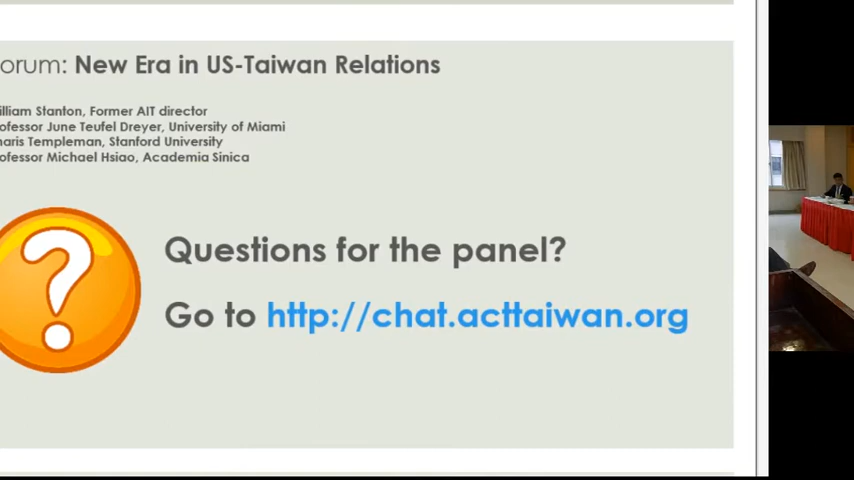 orum: New Era in US-Taiwan Relations
illiam Stanton, Former AIT director
ofessor June Teufel Dreyer, University of Miami
haris Templeman, Stanford University
ofessor Michael Hsiao, Academia Sinica
?
Questions for the panel?
Go to http://chat.acttaiwan.org